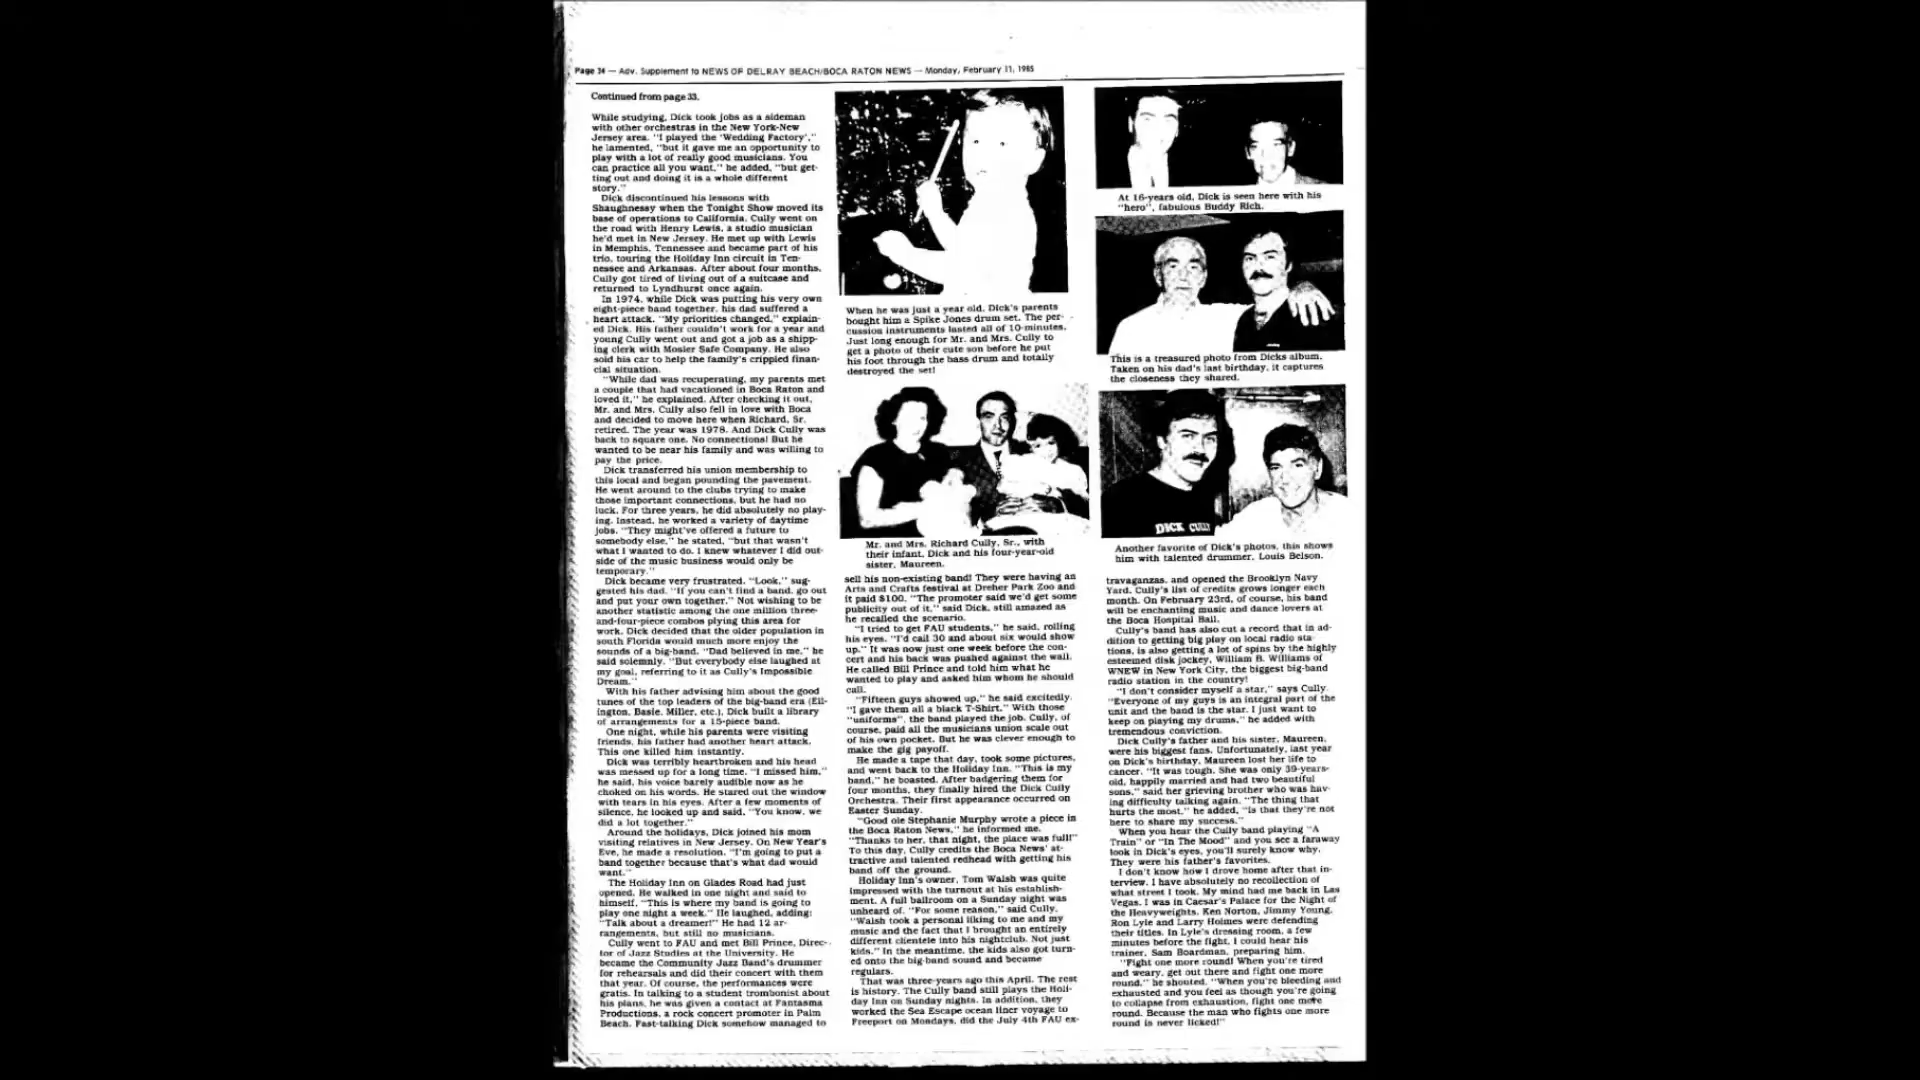 Page 34 — Adv. Supplement to NEWS OF DELRAY BEACH/BOCA RATON NEWS — Monday, February 11, 1985
Continued from page 33.
While studying, Dick took jobs as a sideman
with other orchestras in the New York-New
Jersey area. "I played the 'Wedding Factory',"
he lamented, "but it gave me an opportunity to
play with a lot of really good musicians. You
can practice all you want," he added, "but get-
ting out and doing it is a whole different
story."
Dick discontinued his lessons with
Shaughnessy when the Tonight Show moved its
base of operations to California. Cully went on
the road with Henry Lewis, a studio musician
he'd met in New Jersey. He met up with Lewis
in Memphis, Tennessee and became part of his
trio, touring the Holiday Inn circuit in Ten-
nessee and Arkansas. After about four months,
Cully got tired of living out of a suitcase and
returned to Lyndhurst once again.
In 1974, while Dick was putting his very own
eight-piece band together, his dad suffered a
heart attack. "My priorities changed," explain-
ed Dick. His father couldn't work for a year and
young Cully went out and got a job as a shipp-
ing clerk with Mosler Safe Company. He also
sold his car to help the family's crippled finan-
cial situation.
"While dad was recuperating, my parents met
a couple that had vacationed in Boca Raton and
loved it," he explained. After checking it out,
Mr. and Mrs. Cully also fell in love with Boca
and decided to move here when Richard, Sr.
retired. The year was 1978. And Dick Cully was
back to square one. No connections! But he
wanted to be near his family and was willing to
pay the price.
Dick transferred his union membership to
this local and began pounding the pavement.
He went around to the clubs trying to make
those important connections, but he had no
luck. For three years, he did absolutely no play-
ing. Instead, he worked a variety of daytime
jobs. "They might've offered a future to
somebody else," he stated, "but that wasn't
what I wanted to do. I knew whatever I did out-
side of the music business would only be
temporary."
Dick became very frustrated. "Look," sug-
gested his dad. "If you can't find a band, go out
and put your own together." Not wishing to be
another statistic among the one million three-
and-four-piece combos plying this area for
work, Dick decided that the older population in
south Florida would much more enjoy the
sounds of a big-band. "Dad believed in me," he
said solemnly. "But everybody else laughed at
my goal, referring to it as Cully's Impossible
Dream."
With his father advising him about the good
tunes of the top leaders of the big-band era (Ell-
ington, Basie, Miller, etc.), Dick built a library
of arrangements for a 15-piece band.
One night, while his parents were visiting
friends, his father had another heart attack.
This one killed him instantly.
Dick was terribly heartbroken and his head
was messed up for a long time. "I missed him,"
he said, his voice barely audible now as he
choked on his words. He stared out the window
with tears in his eyes. After a few moments of
silence, he looked up and said, "You know, we
did a lot together."
Around the holidays, Dick joined his mom
visiting relatives in New Jersey. On New Year's
Eve, he made a resolution. "I'm going to put a
band together because that's what dad would
want."
The Holiday Inn on Glades Road had just
opened. He walked in one night and said to
himself, "This is where my band is going to
play one night a week." He laughed, adding:
"Talk about a dreamer!" He had 12 ar-
rangements, but still no musicians.
Cully went to FAU and met Bill Prince, Direc-
tor of Jazz Studies at the University. He
became the Community Jazz Band's drummer
for rehearsals and did their concert with them
that year. Of course, the performances were
gratis. In talking to a student trombonist about
his plans, he was given a contact at Fantasma
Productions, a rock concert promoter in Palm
Beach. Fast-talking Dick somehow managed to
When he was just a year old, Dick's parents
bought him a Spike Jones drum set. The per-
cussion instruments lasted all of 10-minutes.
Just long enough for Mr. and Mrs. Cully to
get a photo of their cute son before he put
his foot through the bass drum and totally
destroyed the set!
Mr. and Mrs. Richard Cully, Sr., with
their infant, Dick and his four-year-old
sister, Maureen.
sell his non-existing band! They were having an
Arts and Crafts festival at Dreher Park Zoo and
it paid $100. "The promoter said we'd get some
publicity out of it," said Dick, still amazed as
he recalled the scenario.
"I tried to get FAU students," he said, rolling
his eyes. "I'd call 30 and about six would show
up." It was now just one week before the con-
cert and his back was pushed against the wall.
He called Bill Prince and told him what he
wanted to play and asked him whom he should
call.
"Fifteen guys showed up," he said excitedly.
"I gave them all a black T-Shirt." With those
"uniforms", the band played the job. Cully, of
course, paid all the musicians union scale out
of his own pocket. But he was clever enough to
make the gig payoff.
He made a tape that day, took some pictures,
and went back to the Holiday Inn. "This is my
band," he boasted. After badgering them for
four months, they finally hired the Dick Cully
Orchestra. Their first appearance occurred on
Easter Sunday.
"Good ole Stephanie Murphy wrote a piece in
the Boca Raton News," he informed me.
"Thanks to her, that night, the place was full!"
To this day, Cully credits the Boca News' at-
tractive and talented redhead with getting his
band off the ground.
Holiday Inn's owner, Tom Walsh was quite
impressed with the turnout at his establish-
ment. A full ballroom on a Sunday night was
unheard of. "For some reason," said Cully,
"Walsh took a personal liking to me and my
music and the fact that I brought an entirely
different clientele into his nightclub. Not just
kids." In the meantime, the kids also got turn-
ed onto the big-band sound and became
regulars.
That was three-years ago this April. The rest
is history. The Cully band still plays the Holi-
day Inn on Sunday nights. In addition, they
worked the Sea Escape ocean liner voyage to
Freeport on Mondays, did the July 4th FAU ex-
At 16-years old, Dick is seen here with his
"hero", fabulous Buddy Rich.
This is a treasured photo from Dicks album.
Taken on his dad's last birthday, it captures
the closeness they shared.
DICK CULLY
Another favorite of Dick's photos, this shows
him with talented drummer, Louis Belson.
travaganzas, and opened the Brooklyn Navy
Yard. Cully's list of credits grows longer each
month. On February 23rd, of course, his band
will be enchanting music and dance lovers at
the Boca Hospital Ball.
Cully's band has also cut a record that in ad-
dition to getting big play on local radio sta-
tions, is also getting a lot of spins by the highly
esteemed disk jockey, William B. Williams of
WNEW in New York City, the biggest big-band
radio station in the country!
"I don't consider myself a star," says Cully.
"Everyone of my guys is an integral part of the
unit and the band is the star. I just want to
keep on playing my drums," he added with
tremendous conviction.
Dick Cully's father and his sister, Maureen,
were his biggest fans. Unfortunately, last year
on Dick's birthday, Maureen lost her life to
cancer. "It was tough. She was only 39-years-
old, happily married and had two beautiful
sons," said her grieving brother who was hav-
ing difficulty talking again. "The thing that
hurts the most," he added, "is that they're not
here to share my success."
When you hear the Cully band playing "A
Train" or "In The Mood" and you see a faraway
look in Dick's eyes, you'll surely know why.
They were his father's favorites.
I don't know how I drove home after that in-
terview. I have absolutely no recollection of
what street I took. My mind had me back in Las
Vegas. I was in Caesar's Palace for the Night of
the Heavyweights. Ken Norton, Jimmy Young,
Ron Lyle and Larry Holmes were defending
their titles. In Lyle's dressing room, a few
minutes before the fight, I could hear his
trainer, Sam Boardman, preparing him.
"Fight one more round! When you're tired
and weary, get out there and fight one more
round," he shouted. "When you're bleeding and
exhausted and you feel as though you're going
to collapse from exhaustion, fight one more
round. Because the man who fights one more
round is never licked!"